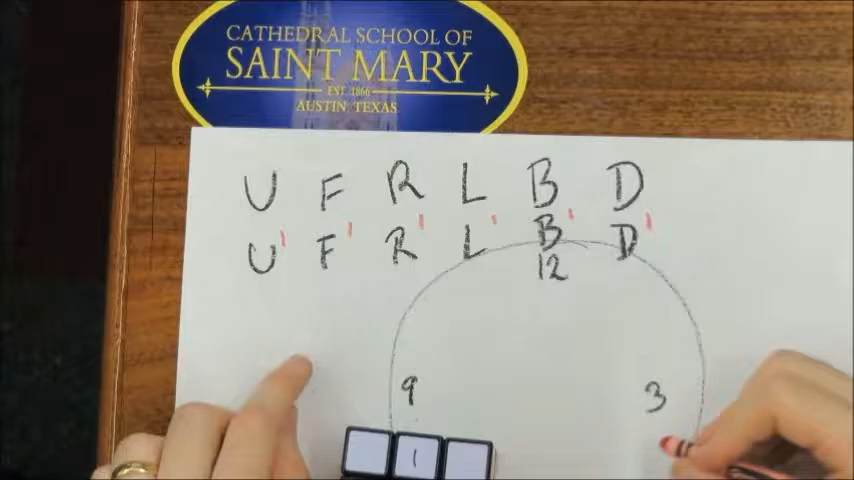 CATHEDRAL SCHOOL OF
SAINT MARY
EST. 1866
AUSTIN TEXAS
U F R L B D
U' F' R' L' B' D'
12
9 3
1